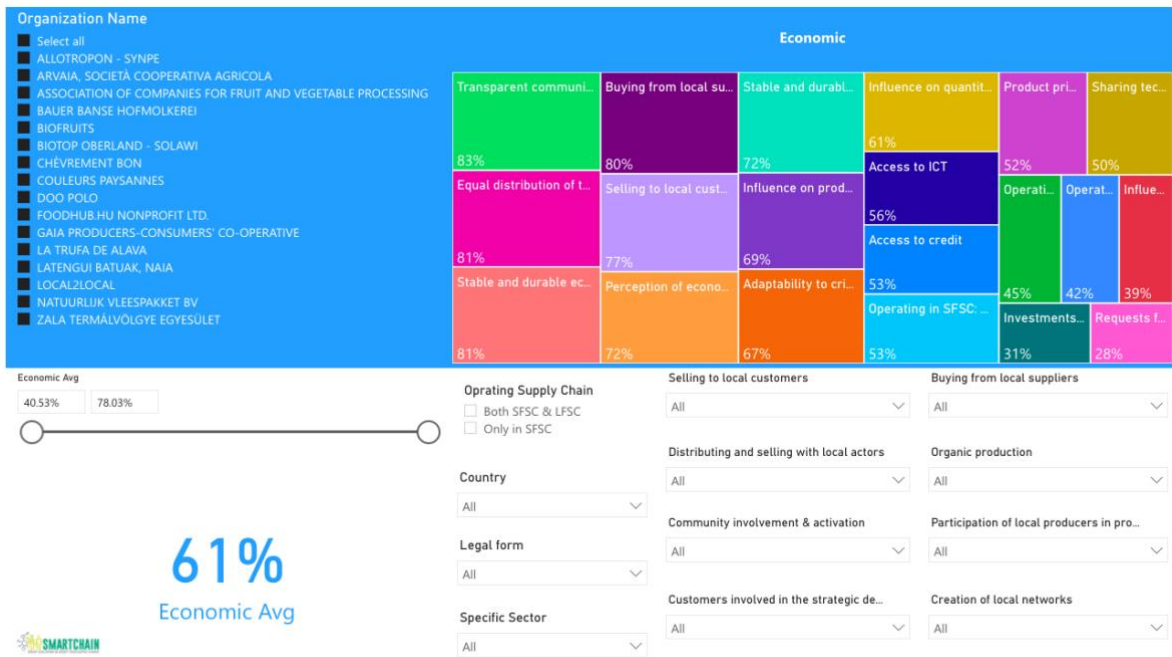 Organization Name
Select all
ALLOTROPON - SYNPE
ARVAIA, SOCIETÀ COOPERATIVA AGRICOLA
ASSOCIATION OF COMPANIES FOR FRUIT AND VEGETABLE PROCESSING
BAUER BANSE HOFMOLKEREI
BIOFRUITS
BIOTOP OBERLAND - SOLAWI
CHÈVREMENT BON
COULEURS PAYSANNES
DOO POLO
FOODHUB.HU NONPROFIT LTD.
GAIA PRODUCERS-CONSUMERS' CO-OPERATIVE
LA TRUFA DE ALAVA
LATENGUI BATUAK, NAIA
LOCAL2LOCAL
NATUURLIJK VLEESPAKKET BV
ZALA TERMÁLVÖLGYE EGYESÜLET
Economic
Transparent communi...
83%
Equal distribution of t...
81%
Stable and durable ec...
81%
Buying from local su...
80%
Selling to local cust...
77%
Perception of econo...
72%
Stable and durabl...
72%
Influence on prod...
69%
Adaptability to cri...
67%
Influence on quantit...
61%
Access to ICT
56%
Access to credit
53%
Operating in SFSC: ...
53%
Product pri...
52%
Sharing tec...
50%
Operati...
45%
Operat...
42%
Influe...
39%
Investments...
31%
Requests f...
28%
Economic Avg
40.53%
78.03%
61%
Economic Avg
SMARTCHAIN
Oprating Supply Chain
Both SFSC & LFSC
Only in SFSC
Country
All
Legal form
All
Specific Sector
All
Selling to local customers
All
Distributing and selling with local actors
All
Community involvement & activation
All
Customers involved in the strategic de...
All
Buying from local suppliers
All
Organic production
All
Participation of local producers in pro...
All
Creation of local networks
All